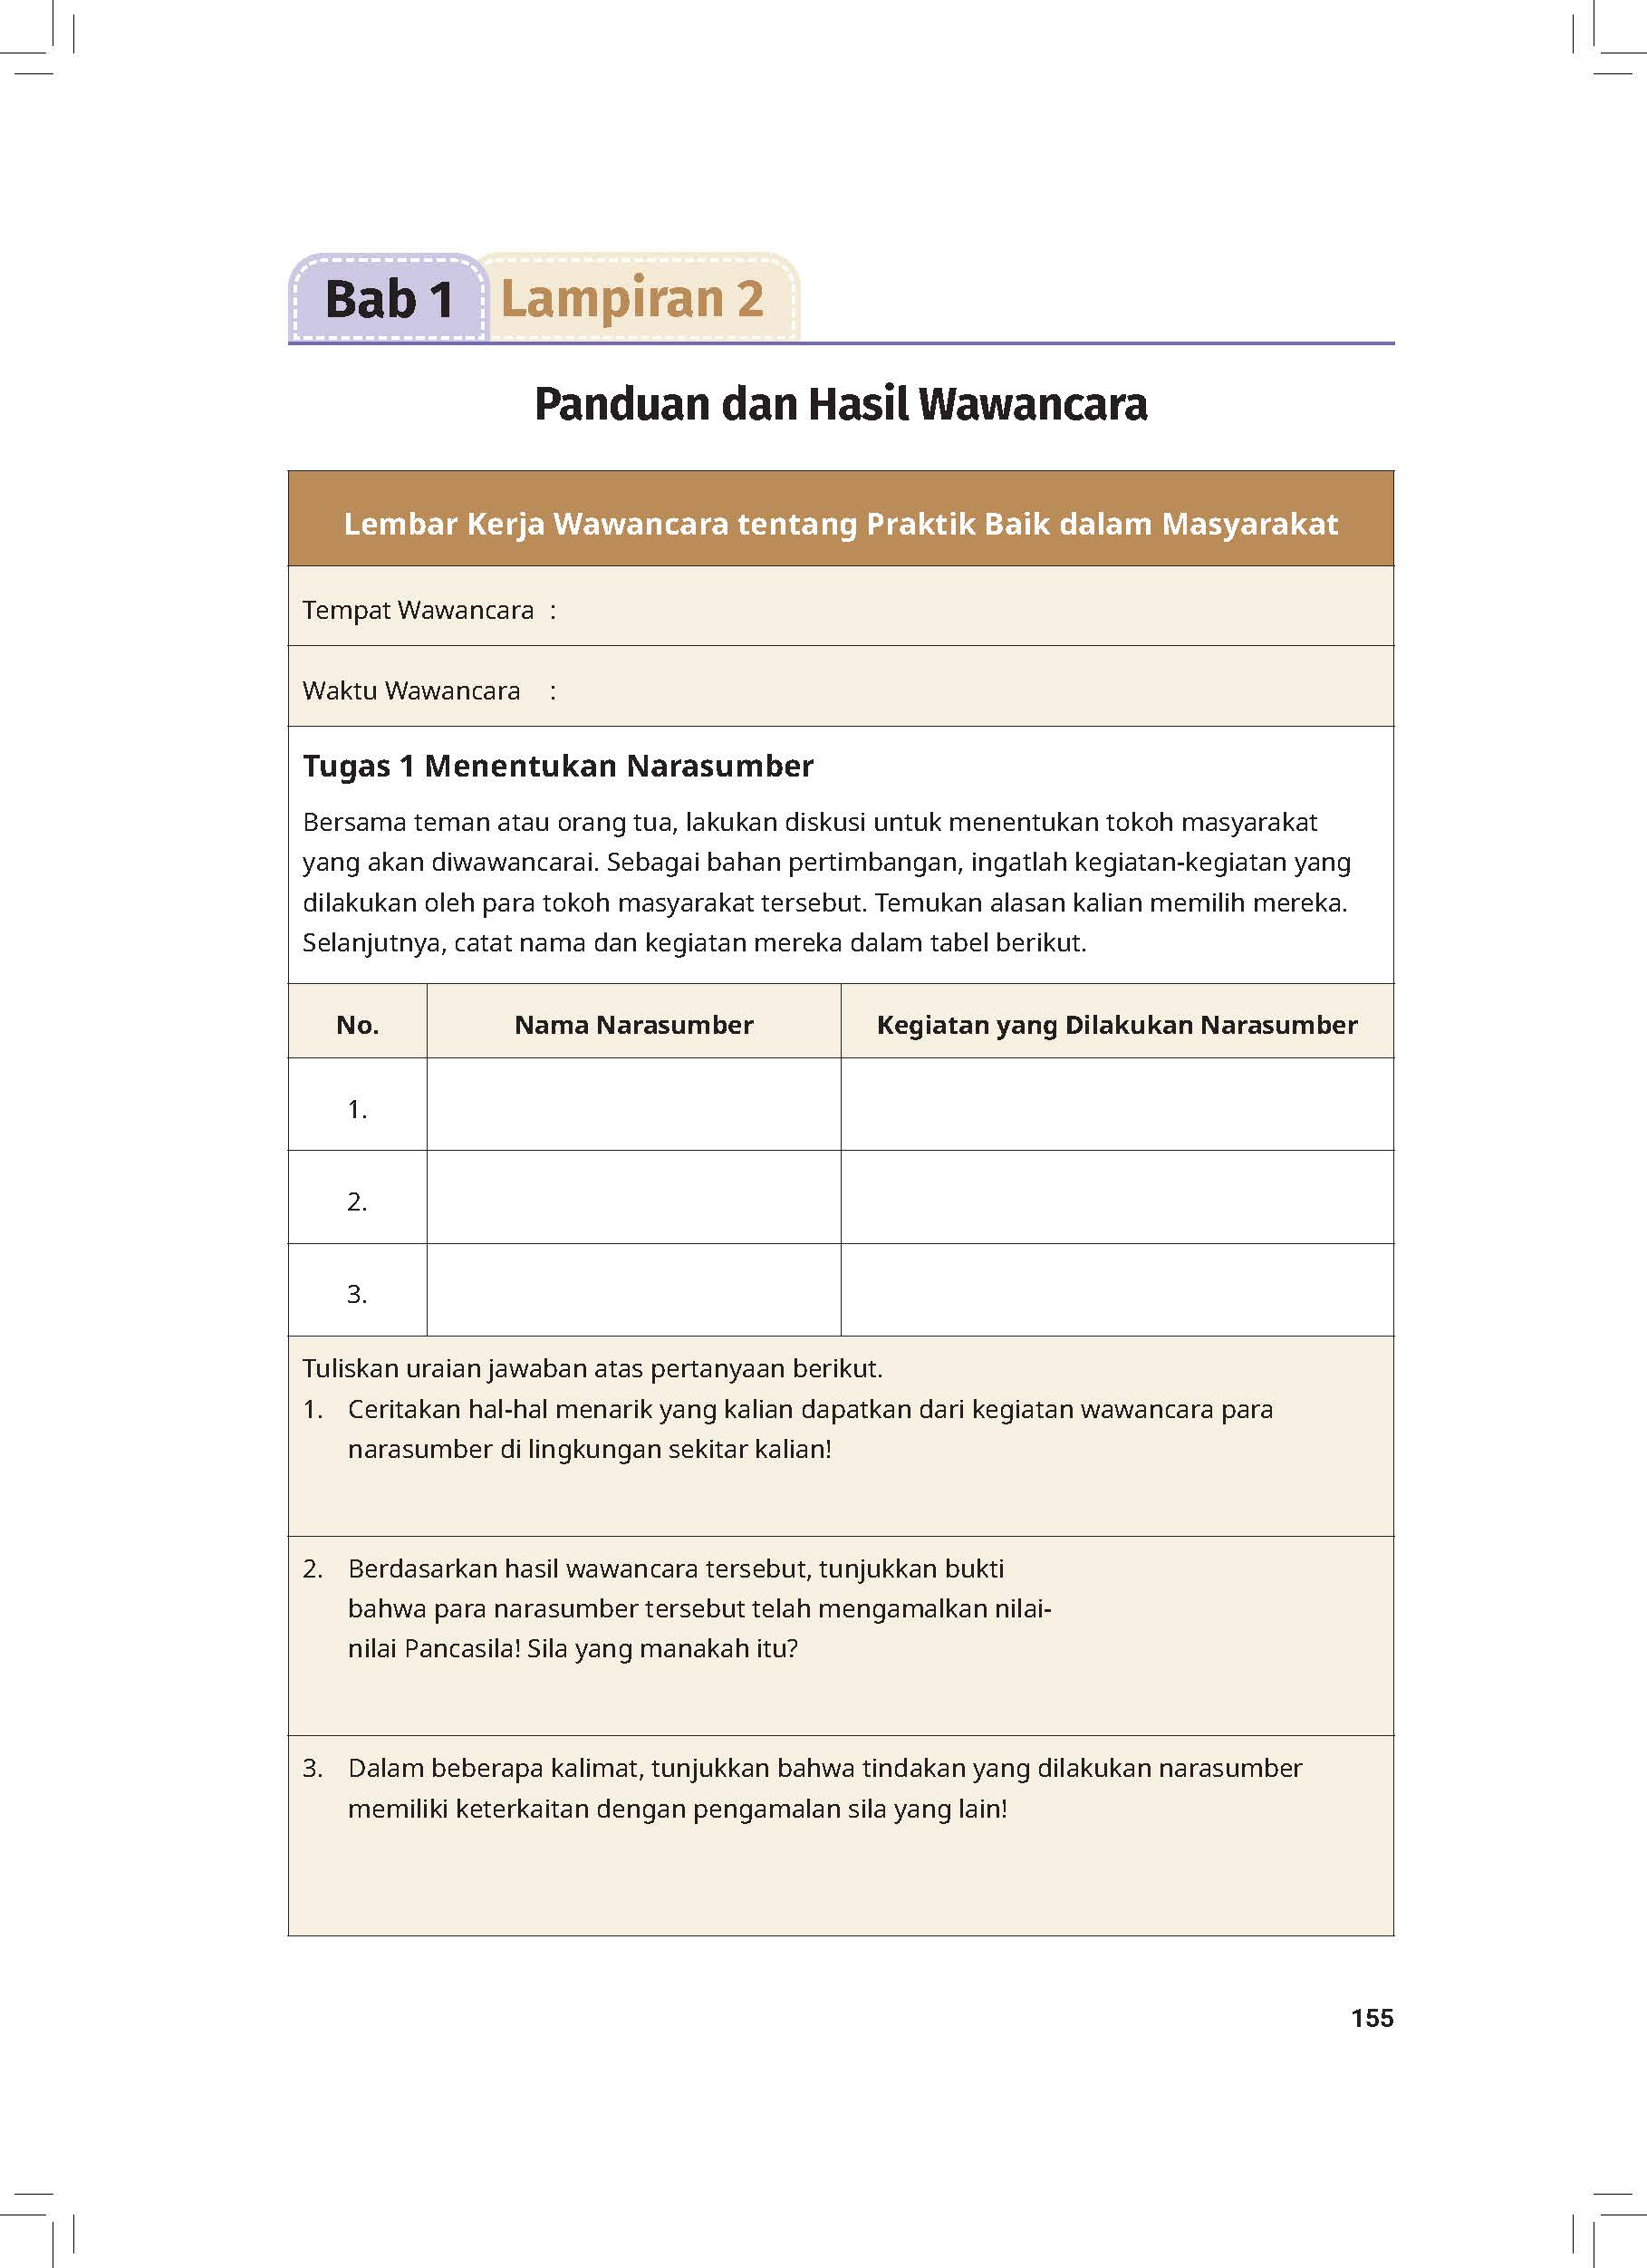 Bab 1 Lampiran 2
Panduan dan Hasil Wawancara
Lembar Kerja Wawancara tentang Praktik Baik dalam Masyarakat
Tempat Wawancara :
Waktu Wawancara :
Tugas 1 Menentukan Narasumber
Bersama teman atau orang tua, lakukan diskusi untuk menentukan tokoh masyarakat
yang akan diwawancarai. Sebagai bahan pertimbangan, ingatlah kegiatan-kegiatan yang
dilakukan oleh para tokoh masyarakat tersebut. Temukan alasan kalian memilih mereka.
Selanjutnya, catat nama dan kegiatan mereka dalam tabel berikut.
No. Nama Narasumber Kegiatan yang Dilakukan Narasumber
1.
2.
3.
Tuliskan uraian jawaban atas pertanyaan berikut.
1. Ceritakan hal-hal menarik yang kalian dapatkan dari kegiatan wawancara para
narasumber di lingkungan sekitar kalian!
2. Berdasarkan hasil wawancara tersebut, tunjukkan bukti
bahwa para narasumber tersebut telah mengamalkan nilai-
nilai Pancasila! Sila yang manakah itu?
3. Dalam beberapa kalimat, tunjukkan bahwa tindakan yang dilakukan narasumber
memiliki keterkaitan dengan pengamalan sila yang lain!
155